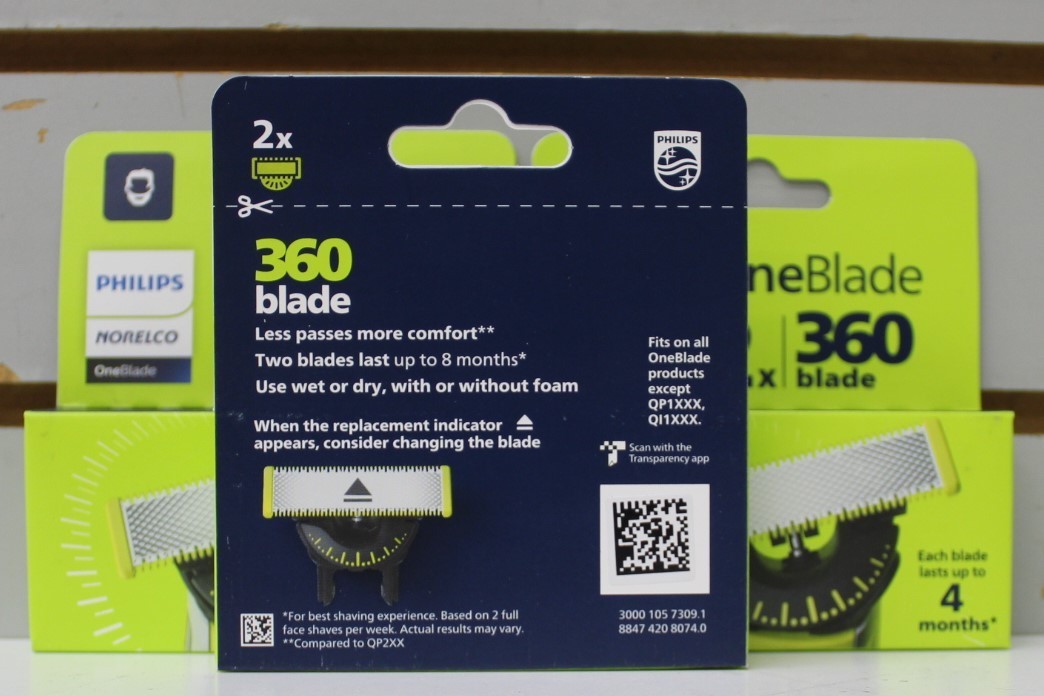 2x
PHILIPS
360
blade
Less passes more comfort**
Two blades last up to 8 months*
Use wet or dry, with or without foam
When the replacement indicator ⏏
appears, consider changing the blade
Fits on all
OneBlade
products
except
QP1XXX,
QI1XXX.
Scan with the
Transparency app
*For best shaving experience. Based on 2 full
face shaves per week. Actual results may vary.
**Compared to QP2XX
3000 105 7309.1
8847 420 8074.0
PHILIPS
NORELCO
OneBlade
neBlade
x
360
blade
Each blade
lasts up to
4
months*